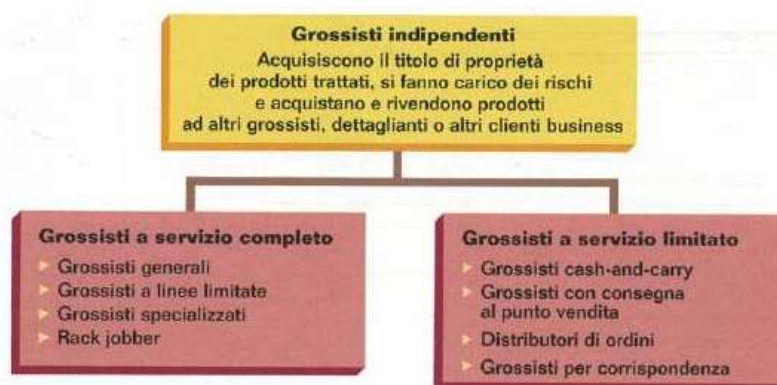 Grossisti indipendenti
Acquisiscono il titolo di proprietà
dei prodotti trattati, si fanno carico dei rischi
e acquistano e rivendono prodotti
ad altri grossisti, dettaglianti o altri clienti business
Grossisti a servizio completo
Grossisti generali
Grossisti a linee limitate
Grossisti specializzati
Rack jobber
Grossisti a servizio limitato
Grossisti cash-and-carry
Grossisti con consegna
al punto vendita
Distributori di ordini
Grossisti per corrispondenza